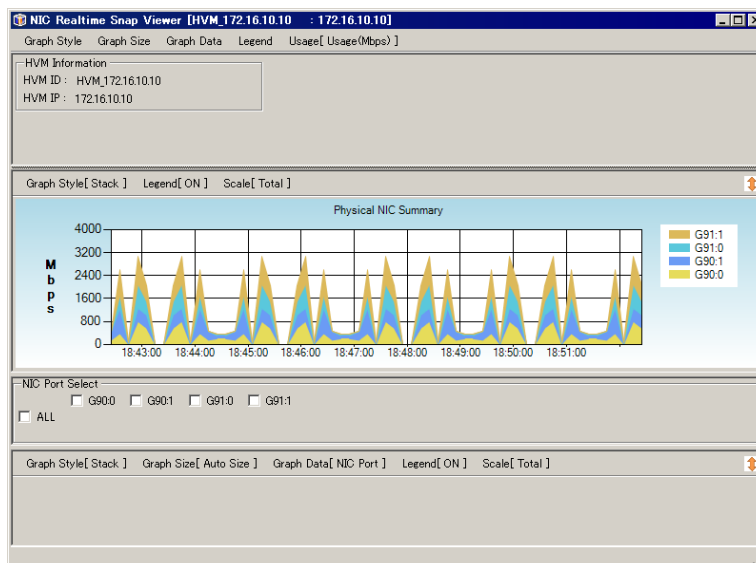 NIC Realtime Snap Viewer [HVM_172.16.10.10 : 172.16.10.10]
Graph Style Graph Size Graph Data Legend Usage[ Usage(Mbps) ]
HVM Information
HVM ID : HVM_172.16.10.10
HVM IP : 172.16.10.10
Graph Style[ Stack ] Legend[ ON ] Scale[ Total ]
Physical NIC Summary
Mbps
4000
3200
2400
1600
800
0
18:43:00 18:44:00 18:45:00 18:46:00 18:47:00 18:48:00 18:49:00 18:50:00 18:51:00
G91:1
G91:0
G90:1
G90:0
NIC Port Select
G90:0 G90:1 G91:0 G91:1
ALL
Graph Style[ Stack ] Graph Size[ Auto Size ] Graph Data[ NIC Port ] Legend[ ON ] Scale[ Total ]